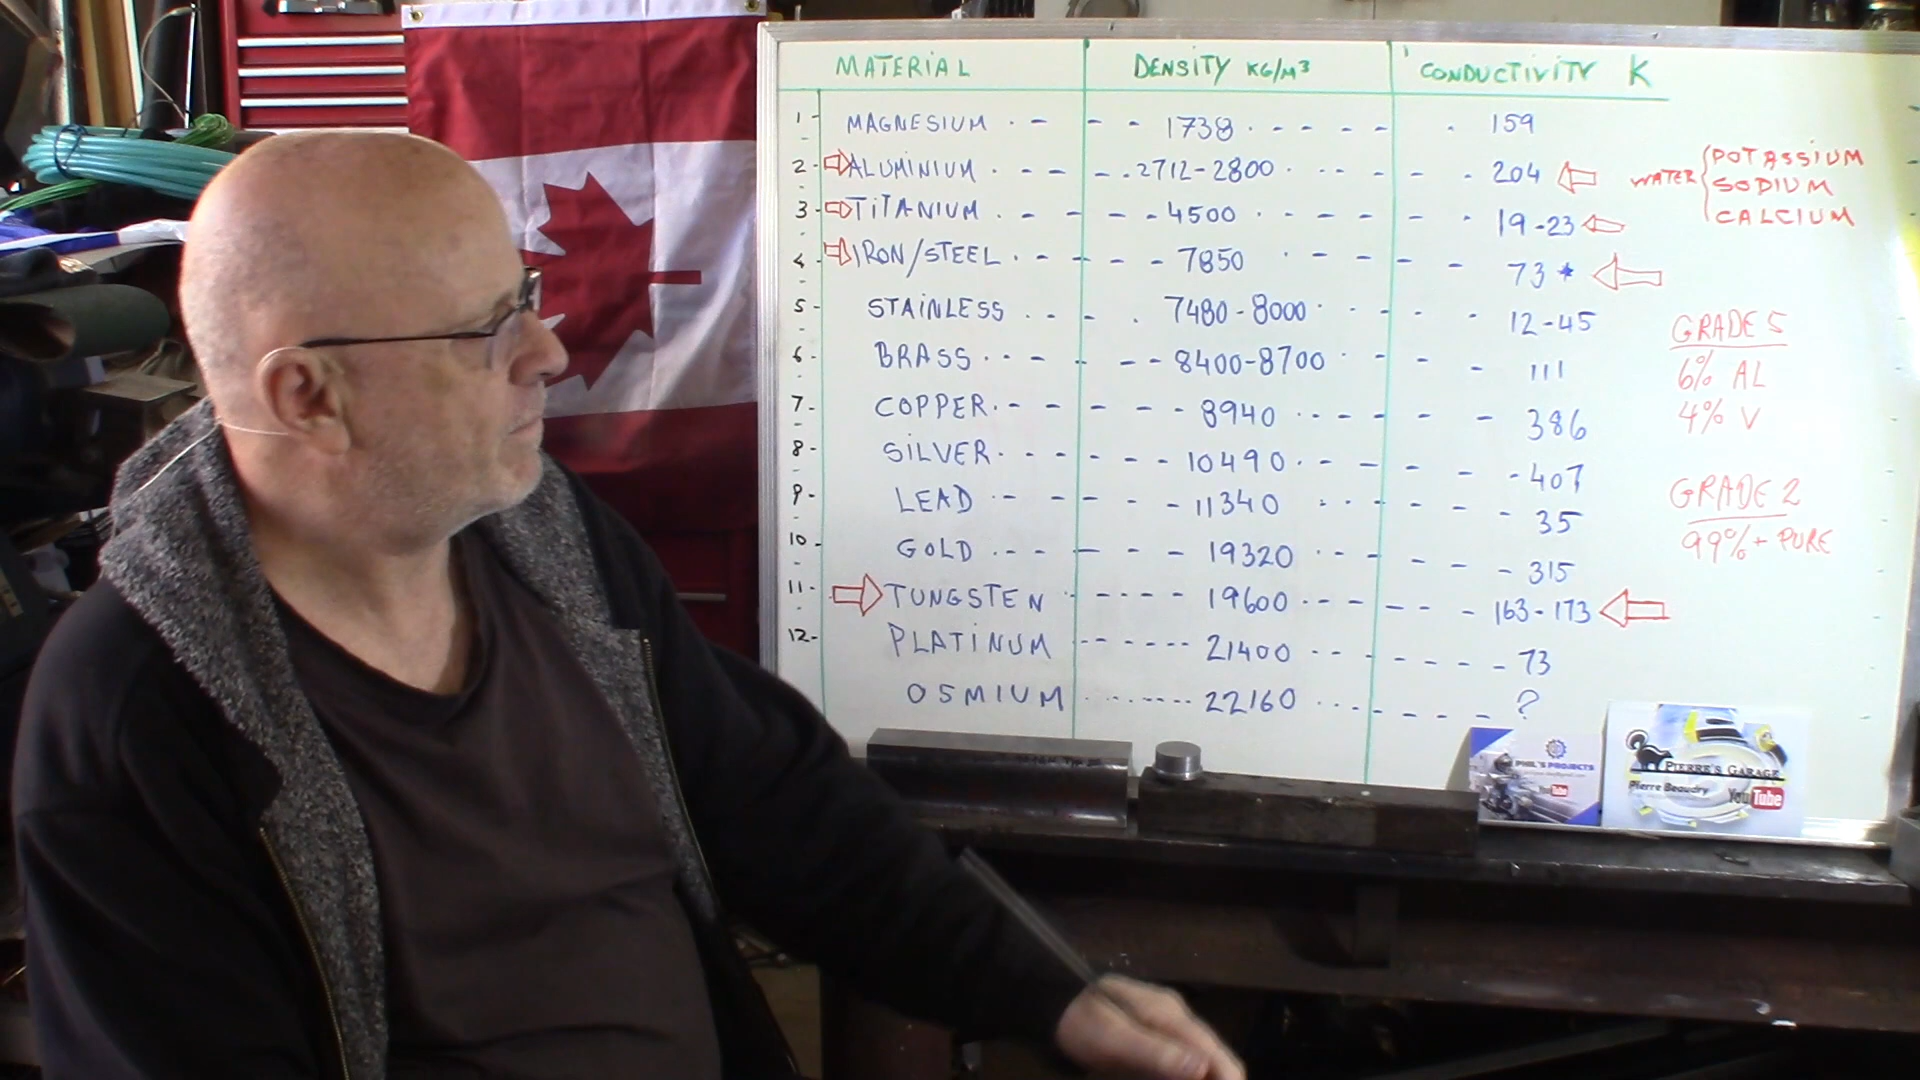 MATERIAL DENSITY KG/M³ CONDUCTIVITY K
1- MAGNESIUM 1738 159
2- ALUMINIUM 2712-2800 204
3- TITANIUM 4500 19-23
4- IRON/STEEL 7850 73*
5- STAINLESS 7480-8000 12-45
6- BRASS 8400-8700 111
7- COPPER 8940 386
8- SILVER 10490 407
9- LEAD 11340 35
10- GOLD 19320 315
11- TUNGSTEN 19600 163-173
12- PLATINUM 21400 73
OSMIUM 22160 ?
WATER { POTASSIUM
SODIUM
CALCIUM
GRADE 5
6% AL
4% V
GRADE 2
99%+ PURE
PHIL'S PROJECTS
PIERRE'S GARAGE
Pierre Beaudry
YouTube